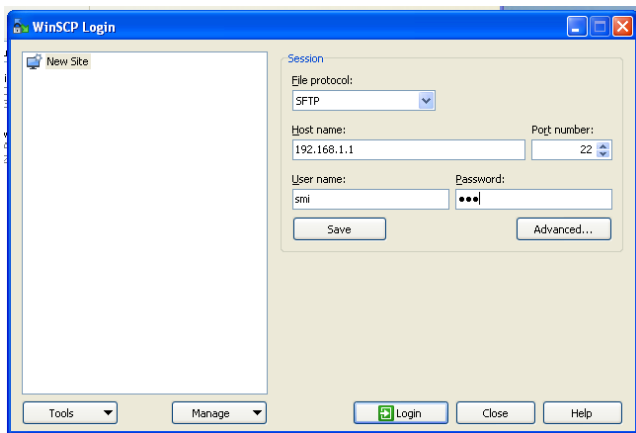 WinSCP Login
New Site
Session
File protocol:
SFTP
Host name:
Port number:
192.168.1.1
22
User name:
Password:
smi
●●●
Save
Advanced...
Tools
Manage
Login
Close
Help